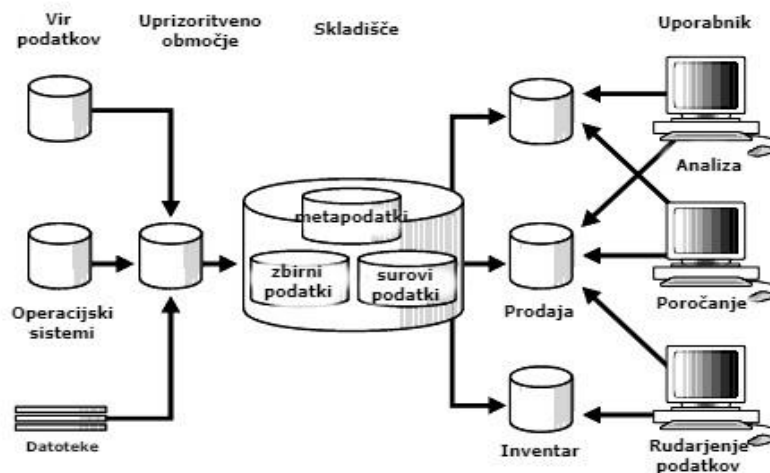 Vir
podatkov
Uprizoritveno
območje
Skladišče
Uporabnik
metapodatki
zbirni
podatki
surovi
podatki
Operacijski
sistemi
Datoteke
Prodaja
Inventar
Analiza
Poročanje
Rudarjenje
podatkov